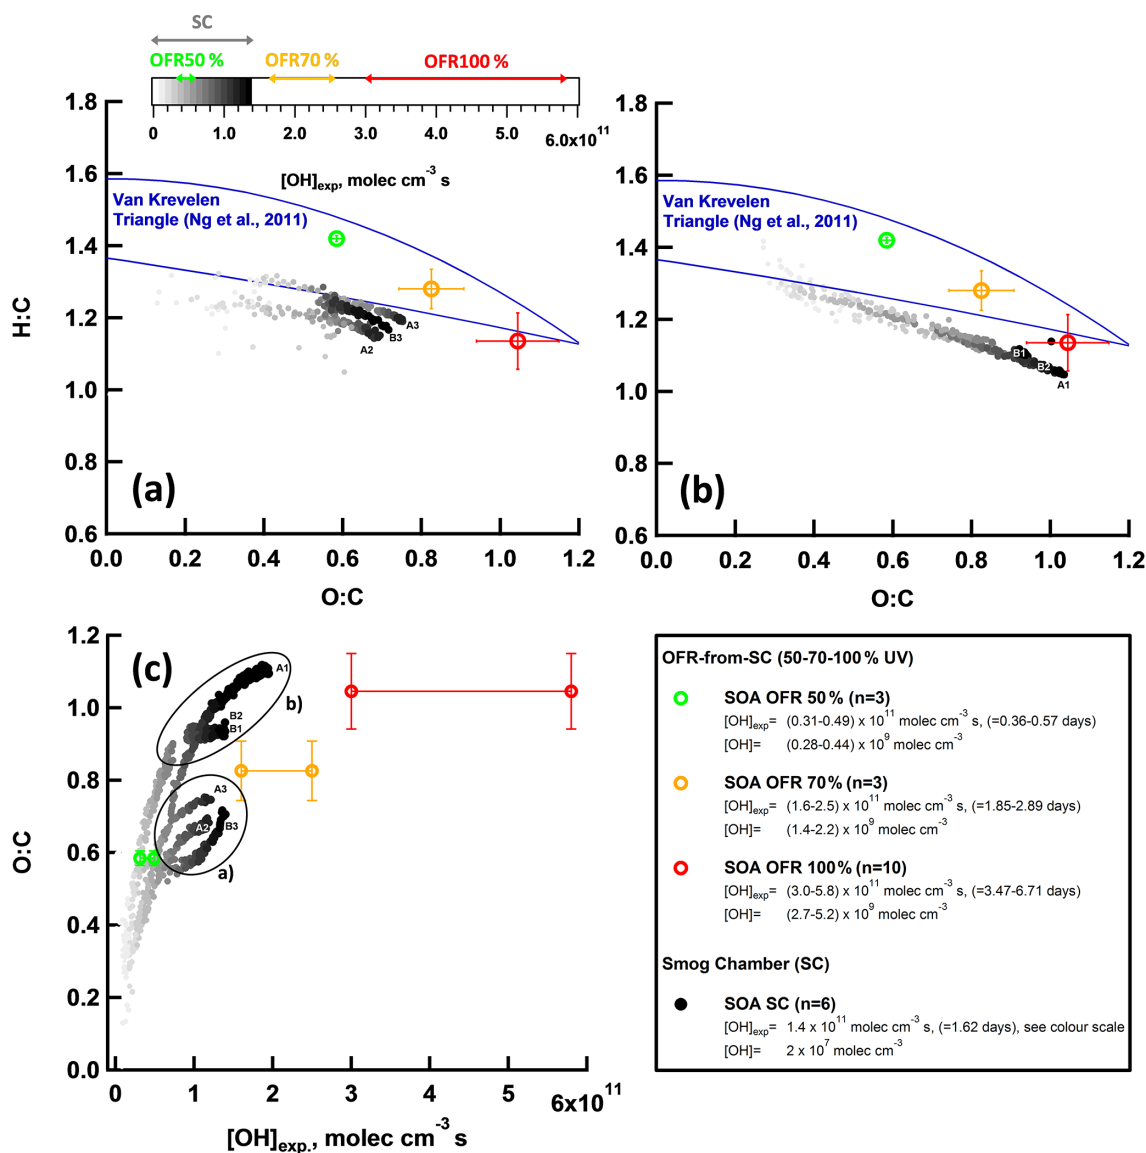 SC
OFR50 %
OFR70 %
OFR100 %
0
1.0
2.0
3.0
4.0
5.0
6.0x10^11
[OH]exp, molec cm^-3 s
1.8
1.6
1.4
1.2
1.0
0.8
0.6
H:C
Van Krevelen
Triangle (Ng et al., 2011)
A3
B3
A2
(a)
0.0
0.2
0.4
0.6
0.8
1.0
1.2
O:C
1.8
1.6
1.4
1.2
1.0
0.8
0.6
Van Krevelen
Triangle (Ng et al., 2011)
B1
B2
A1
(b)
0.0
0.2
0.4
0.6
0.8
1.0
1.2
O:C
1.2
1.0
0.8
0.6
0.4
0.2
0.0
O:C
(c)
A1
b)
B2
B1
A3
A2
B3
a)
0
1
2
3
4
5
6x10^11
[OH]exp., molec cm^-3 s
OFR-from-SC (50-70-100% UV)
SOA OFR 50% (n=3)
[OH]exp= (0.31-0.49) x 10^11 molec cm^-3 s, (=0.36-0.57 days)
[OH]= (0.28-0.44) x 10^9 molec cm^-3
SOA OFR 70% (n=3)
[OH]exp= (1.6-2.5) x 10^11 molec cm^-3 s, (=1.85-2.89 days)
[OH]= (1.4-2.2) x 10^9 molec cm^-3
SOA OFR 100% (n=10)
[OH]exp= (3.0-5.8) x 10^11 molec cm^-3 s, (=3.47-6.71 days)
[OH]= (2.7-5.2) x 10^9 molec cm^-3
Smog Chamber (SC)
SOA SC (n=6)
[OH]exp= 1.4 x 10^11 molec cm^-3 s, (=1.62 days), see colour scale
[OH]= 2 x 10^7 molec cm^-3